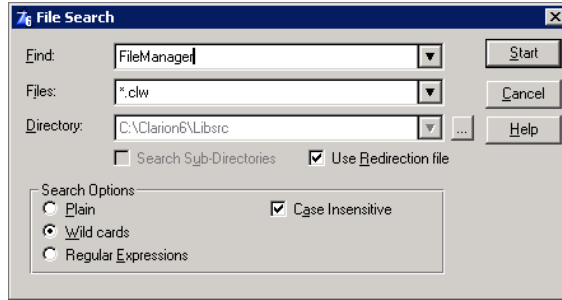 File Search
Find: FileManager Start
Files: *.clw Cancel
Directory: C:\Clarion6\Libsrc ... Help
Search Sub-Directories Use Redirection file
Search Options
Plain Case Insensitive
Wild cards
Regular Expressions